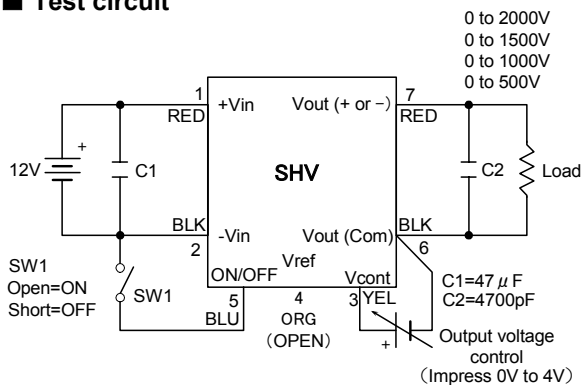 ■ Test circuit
0 to 2000V
0 to 1500V
0 to 1000V
0 to 500V
1
RED
+Vin
Vout (+ or −)
7
RED
12V
+
C1
SHV
C2
Load
BLK
2
-Vin
Vout (Com)
BLK
6
SW1
Open=ON
Short=OFF
SW1
ON/OFF
Vref
Vcont
5
BLU
4
ORG
(OPEN)
3
YEL
+
C1=47μF
C2=4700pF
Output voltage
control
(Impress 0V to 4V)